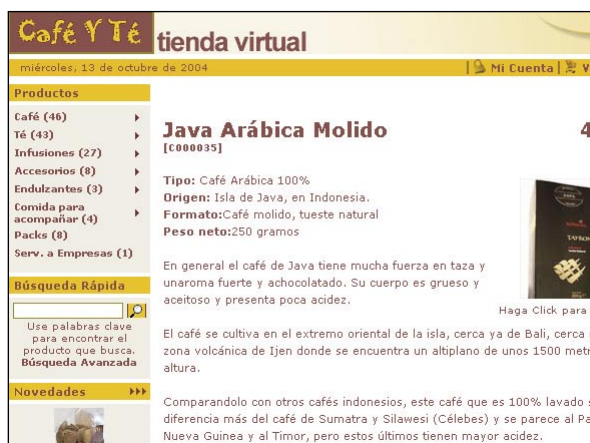 Café Y Té
tienda virtual
miércoles, 13 de octubre de 2004
| Mi Cuenta |
Productos
Café (46)
Té (43)
Infusiones (27)
Accesorios (8)
Endulzantes (3)
Comida para
acompañar (4)
Packs (8)
Serv. a Empresas (1)
Búsqueda Rápida
Use palabras clave
para encontrar el
producto que busca.
Búsqueda Avanzada
Novedades
Java Arábica Molido
4
[C000035]
Tipo: Café Arábica 100%
Origen: Isla de Java, en Indonesia.
Formato:Café molido, tueste natural
Peso neto:250 gramos
En general el café de Java tiene mucha fuerza en taza y
unaroma fuerte y achocolatado. Su cuerpo es grueso y
aceitoso y presenta poca acidez.
Haga Click para
El café se cultiva en el extremo oriental de la isla, cerca ya de Bali, cerca
zona volcánica de Ijen donde se encuentra un altiplano de unos 1500 metr
altura.
Comparandolo con otros cafés indonesios, este café que es 100% lavado s
diferencia más del café de Sumatra y Silawesi (Célebes) y se parece al Pa
Nueva Guinea y al Timor, pero estos últimos tienen mayor acidez.